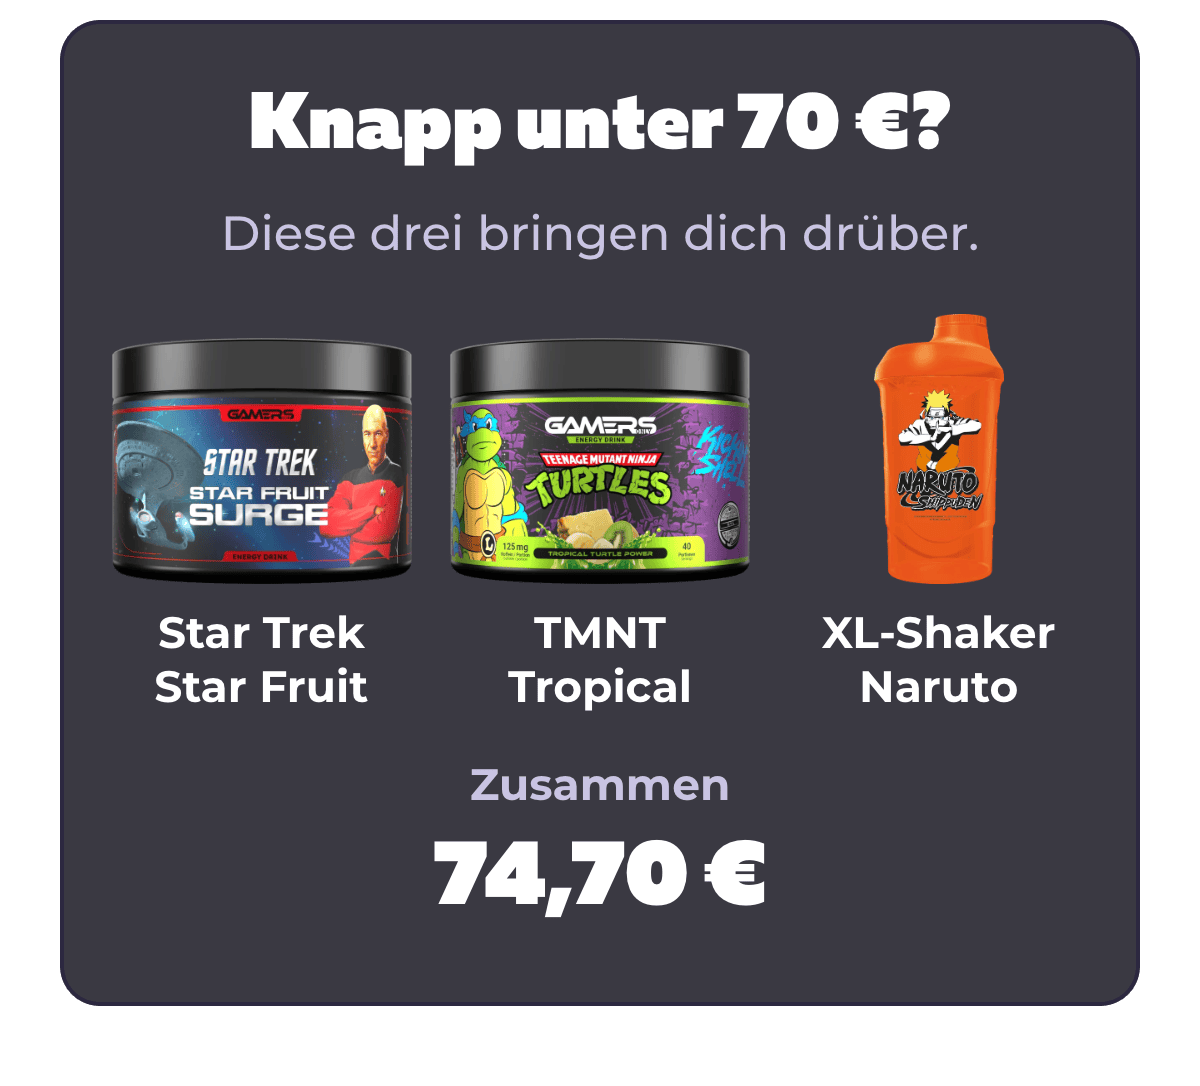 Knapp unter 70 €?
Diese drei bringen dich drüber.
GAMERS
STAR TREK
STAR FRUIT
SURGE
ENERGY DRINK
GAMERS
ONLY
ENERGY DRINK
TEENAGE MUTANT NINJA
TURTLES
125 mg
40
Portionen
TROPICAL TURTLE POWER
NARUTO
SHIPPUDEN
Star Trek
Star Fruit
TMNT
Tropical
XL-Shaker
Naruto
Zusammen
74,70 €